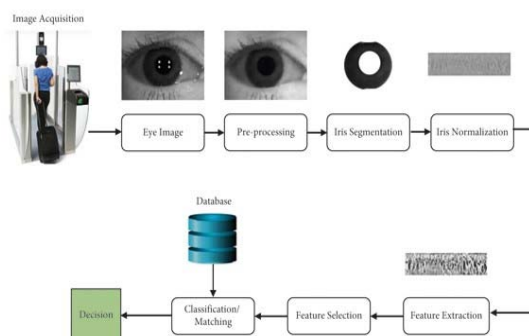 Image Acquisition
Eye Image
Pre-processing
Iris Segmentation
Iris Normalization
Database
Decision
Classification/
Matching
Feature Selection
Feature Extraction